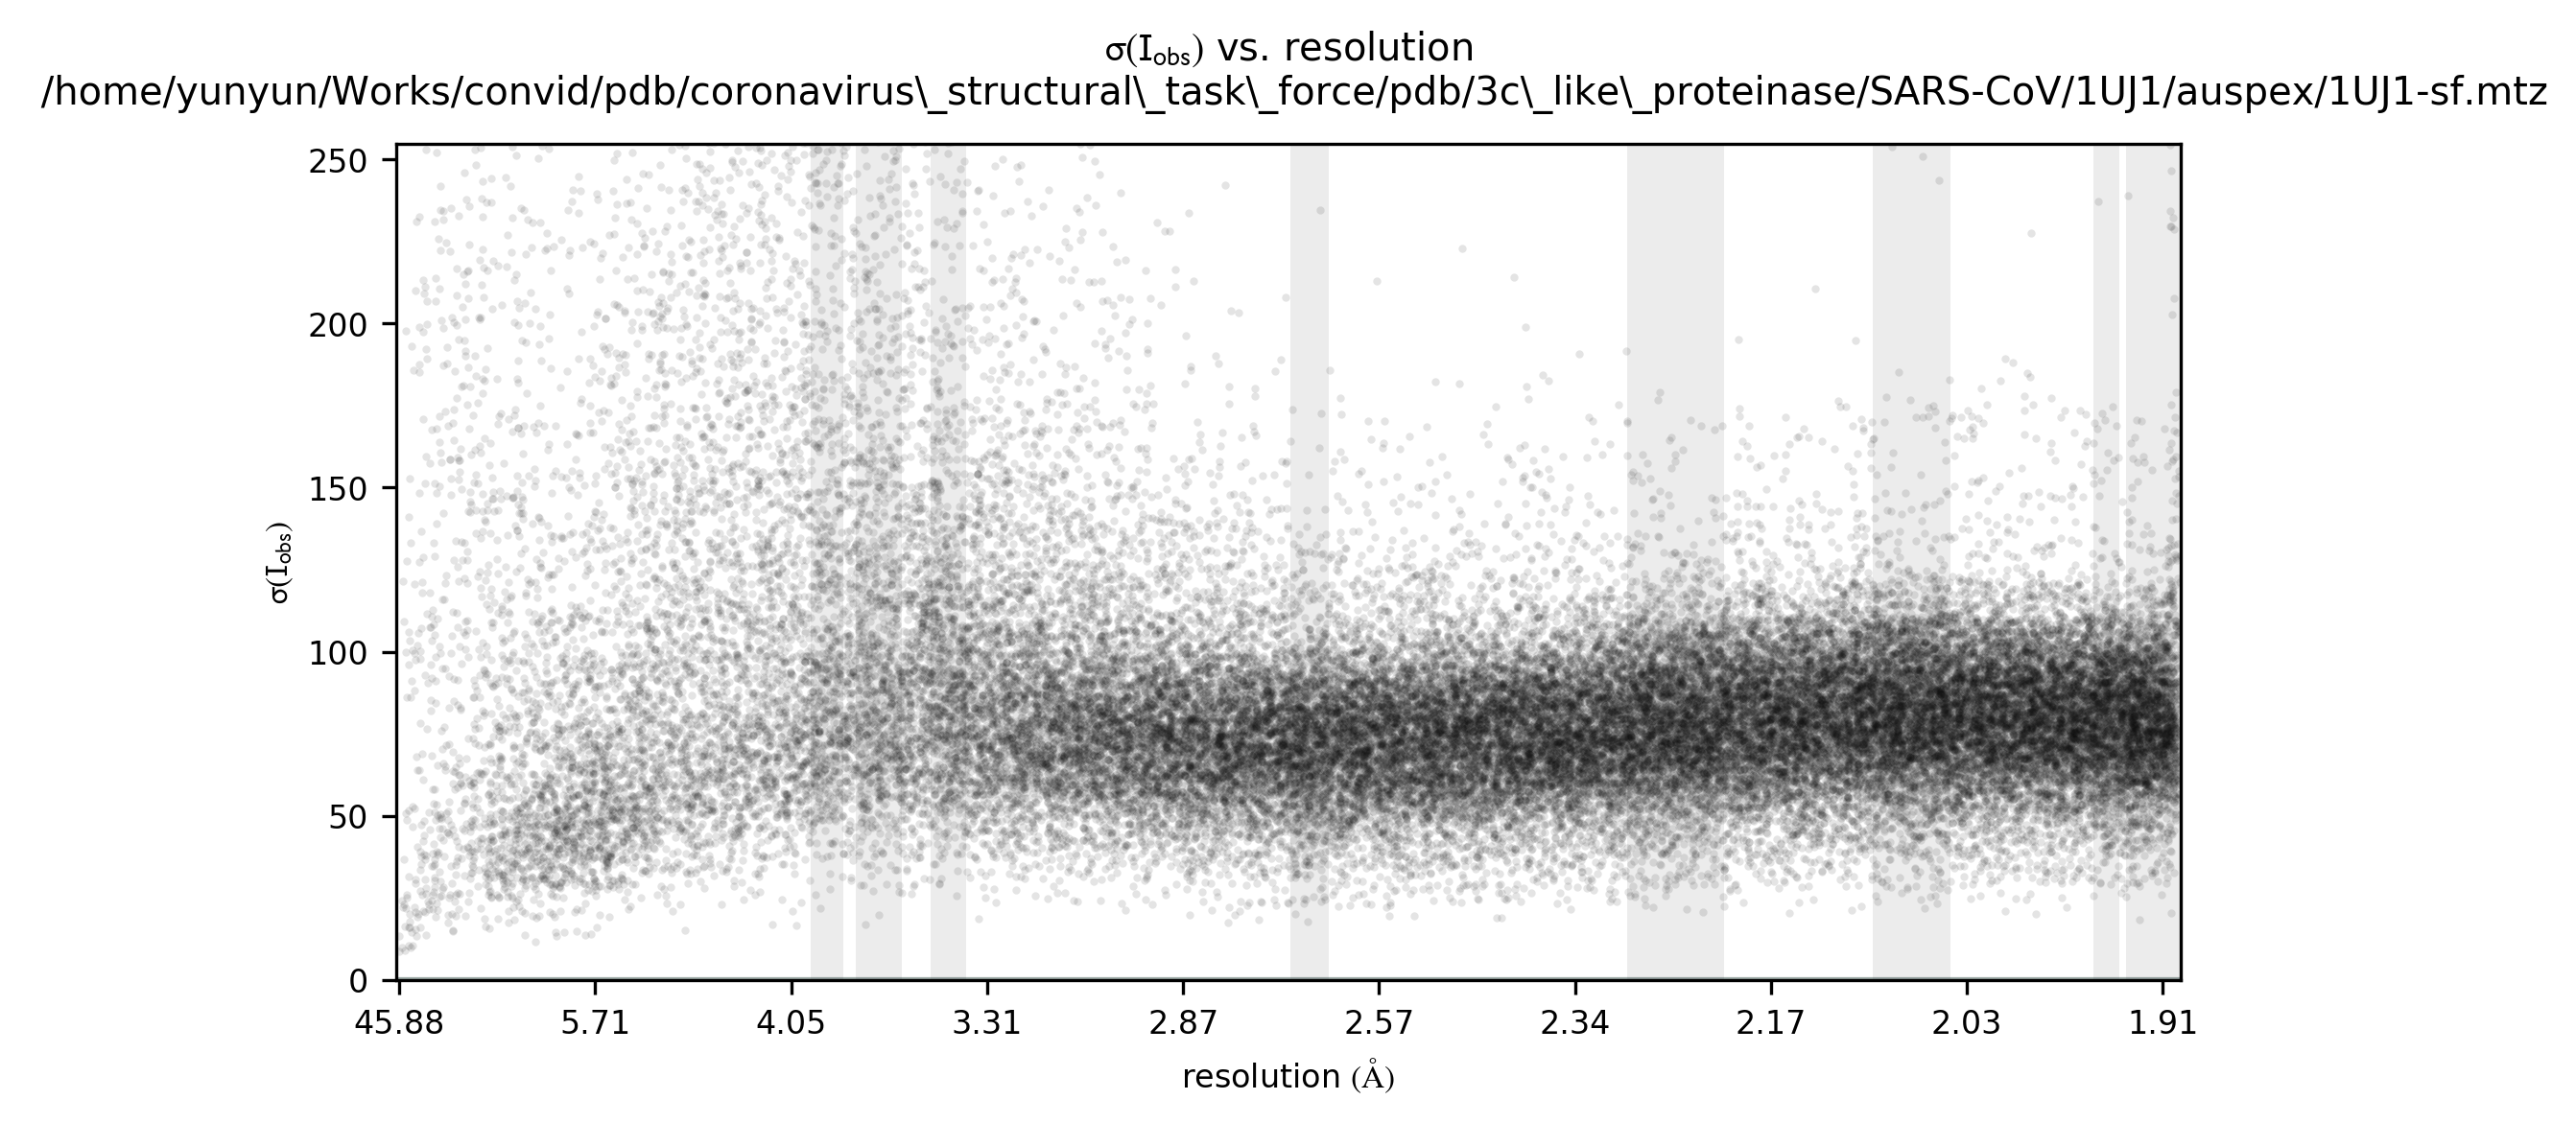 σ(I_obs) vs. resolution
/home/yunyun/Works/convid/pdb/coronavirus\_structural\_task\_force/pdb/3c\_like\_proteinase/SARS-CoV/1UJ1/auspex/1UJ1-sf.mtz
250
200
150
100
50
0
σ(I_obs)
45.88 5.71 4.05 3.31 2.87 2.57 2.34 2.17 2.03 1.91
resolution (Å)